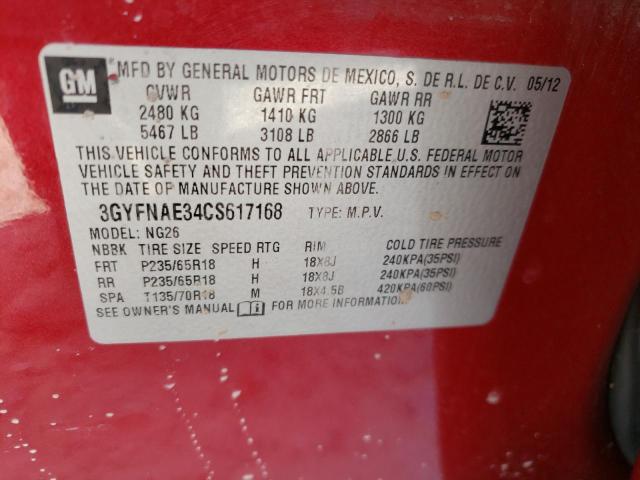 GM
MFD BY GENERAL MOTORS DE MEXICO, S. DE R.L. DE C.V. 05/12
GVWR GAWR FRT GAWR RR
2480 KG 1410 KG 1300 KG
5467 LB 3108 LB 2866 LB
THIS VEHICLE CONFORMS TO ALL APPLICABLE U.S. FEDERAL MOTOR
VEHICLE SAFETY AND THEFT PREVENTION STANDARDS IN EFFECT ON
THE DATE OF MANUFACTURE SHOWN ABOVE.
3GYFNAE34CS617168 TYPE: M.P.V.
MODEL: NG26
NBBK TIRE SIZE SPEED RTG RIM COLD TIRE PRESSURE
FRT P235/65R18 H 18X8J 240KPA(35PSI)
RR P235/65R18 H 18X8J 240KPA(35PSI)
SPA T135/70R18 M 18X4.5B 420KPA(60PSI)
SEE OWNER'S MANUAL FOR MORE INFORMATION.